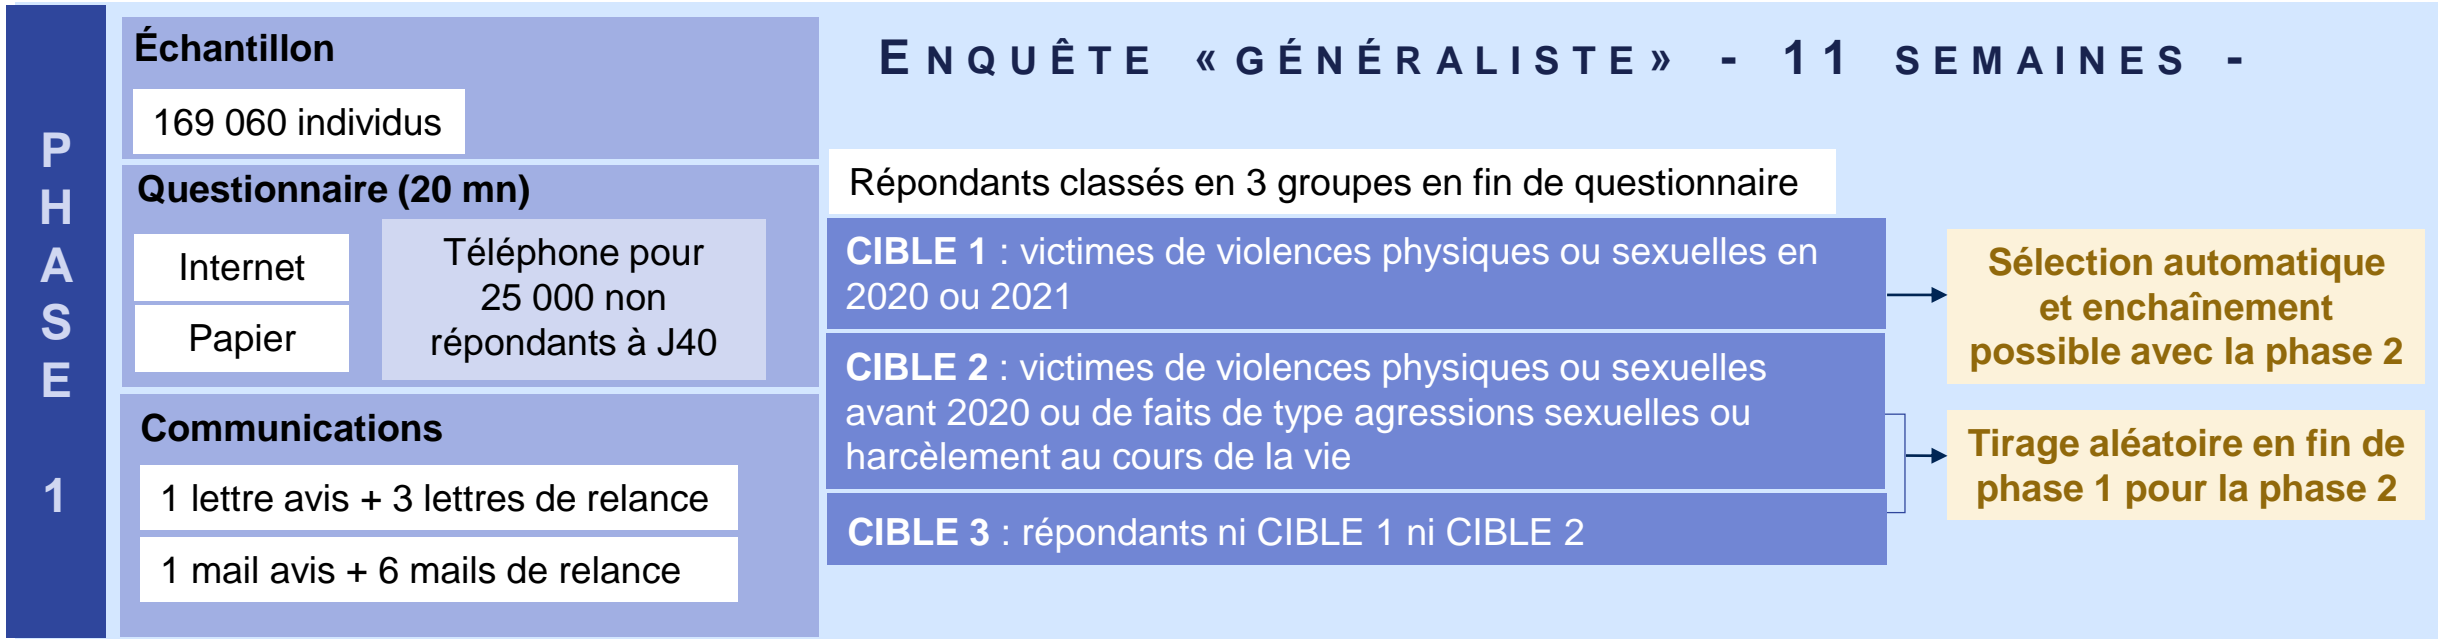 PHASE 1
Échantillon
169 060 individus
Questionnaire (20 mn)
Internet
Papier
Téléphone pour
25 000 non
répondants à J40
Communications
1 lettre avis + 3 lettres de relance
1 mail avis + 6 mails de relance
ENQUÊTE « GÉNÉRALISTE » - 11 SEMAINES -
Répondants classés en 3 groupes en fin de questionnaire
CIBLE 1 : victimes de violences physiques ou sexuelles en
2020 ou 2021
CIBLE 2 : victimes de violences physiques ou sexuelles
avant 2020 ou de faits de type agressions sexuelles ou
harcèlement au cours de la vie
CIBLE 3 : répondants ni CIBLE 1 ni CIBLE 2
Sélection automatique
et enchaînement
possible avec la phase 2
Tirage aléatoire en fin de
phase 1 pour la phase 2